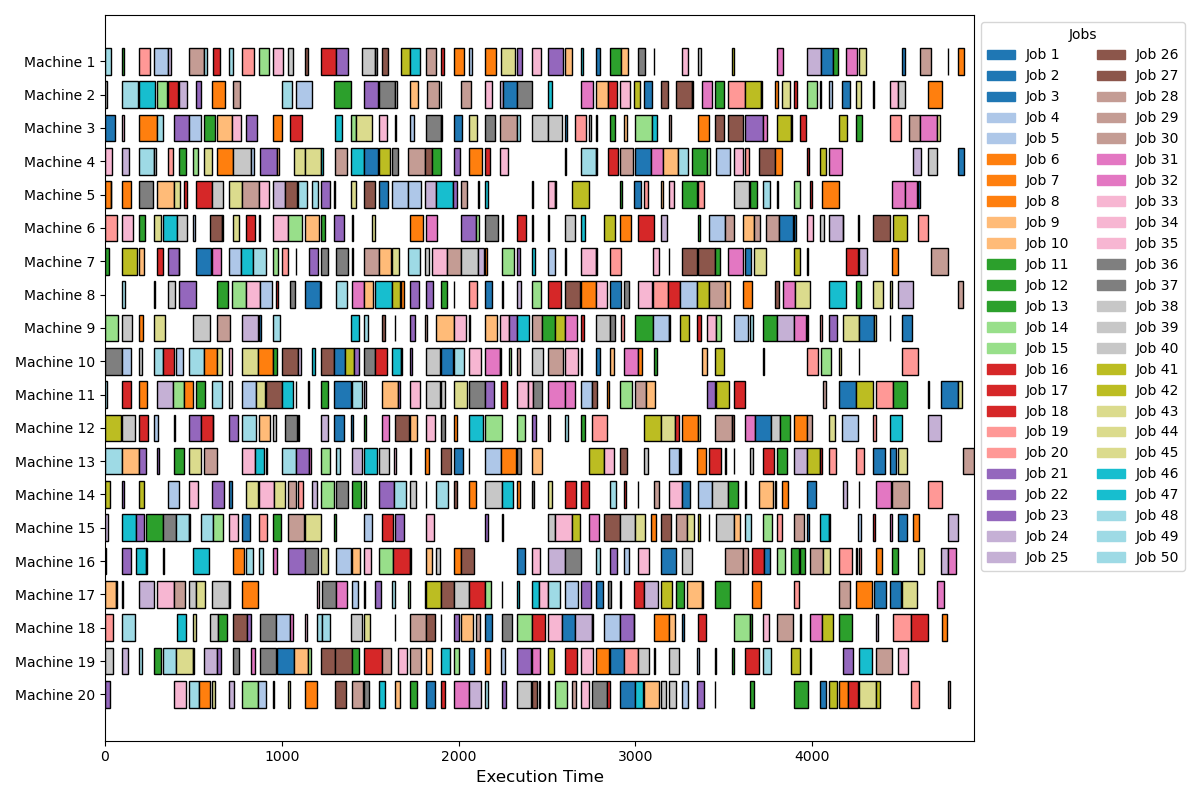 Machine 1
Machine 2
Machine 3
Machine 4
Machine 5
Machine 6
Machine 7
Machine 8
Machine 9
Machine 10
Machine 11
Machine 12
Machine 13
Machine 14
Machine 15
Machine 16
Machine 17
Machine 18
Machine 19
Machine 20
0 1000 2000 3000 4000
Execution Time
Jobs
Job 1 Job 26
Job 2 Job 27
Job 3 Job 28
Job 4 Job 29
Job 5 Job 30
Job 6 Job 31
Job 7 Job 32
Job 8 Job 33
Job 9 Job 34
Job 10 Job 35
Job 11 Job 36
Job 12 Job 37
Job 13 Job 38
Job 14 Job 39
Job 15 Job 40
Job 16 Job 41
Job 17 Job 42
Job 18 Job 43
Job 19 Job 44
Job 20 Job 45
Job 21 Job 46
Job 22 Job 47
Job 23 Job 48
Job 24 Job 49
Job 25 Job 50